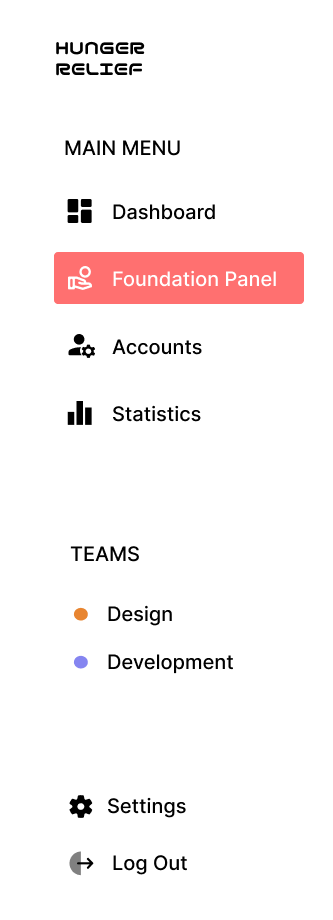 HUNGER
RELIEF
MAIN MENU
Dashboard
Foundation Panel
Accounts
Statistics
TEAMS
Design
Development
Settings
Log Out